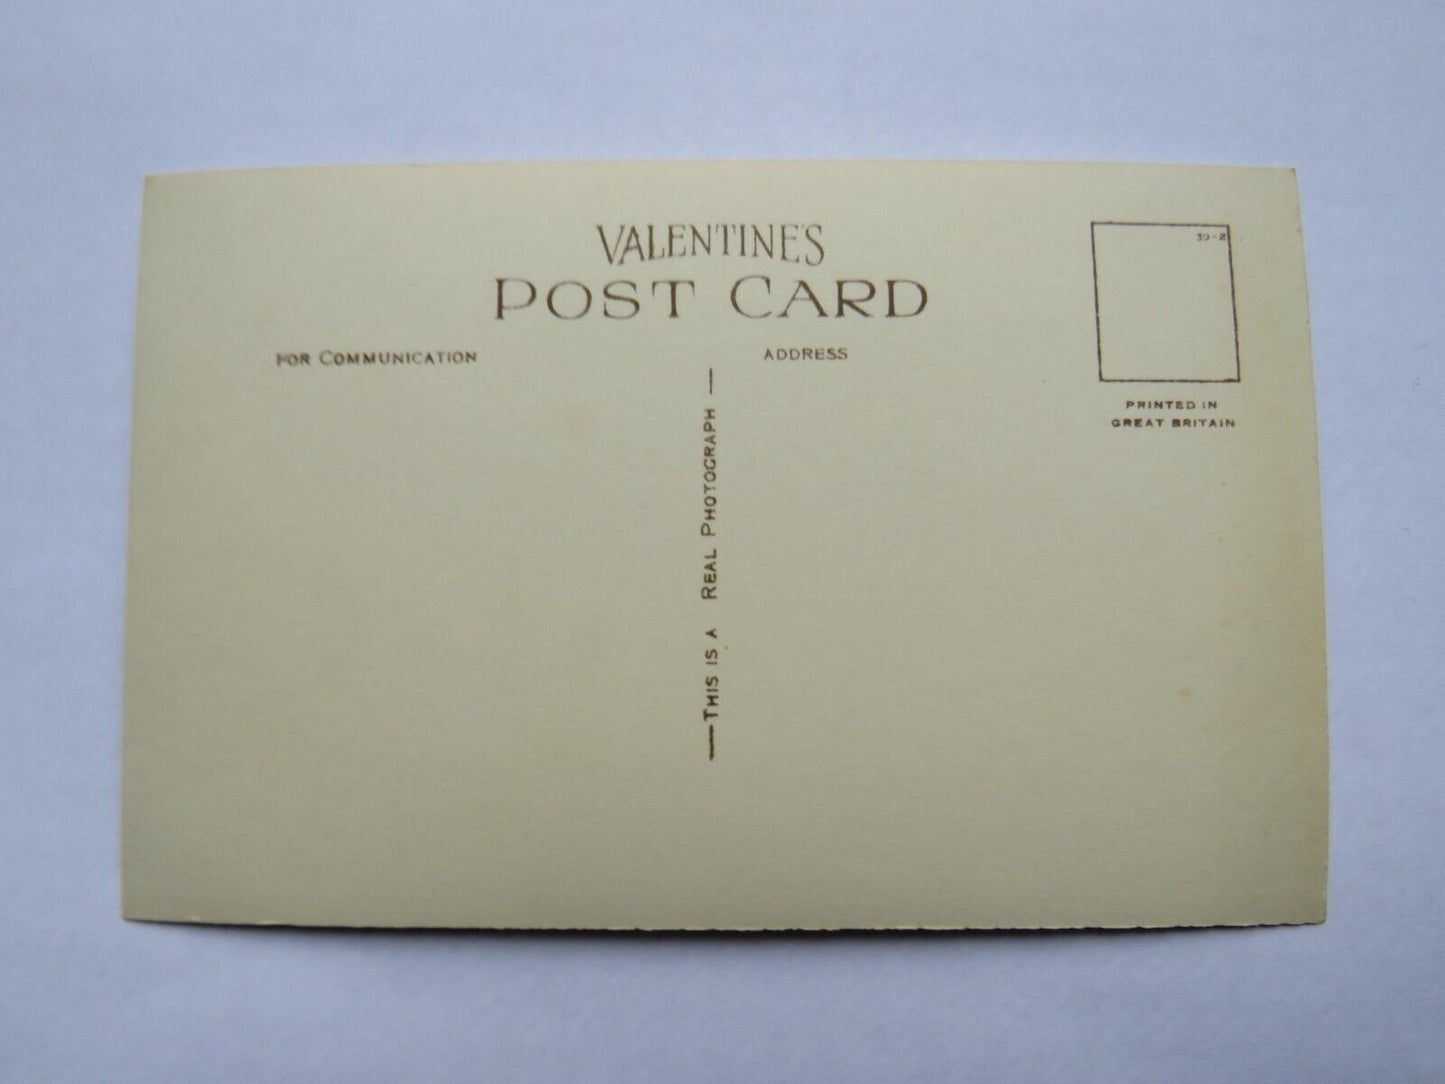 VALENTINE'S
POST CARD
FOR COMMUNICATION
ADDRESS
PRINTED IN
GREAT BRITAIN
THIS IS A REAL PHOTOGRAPH